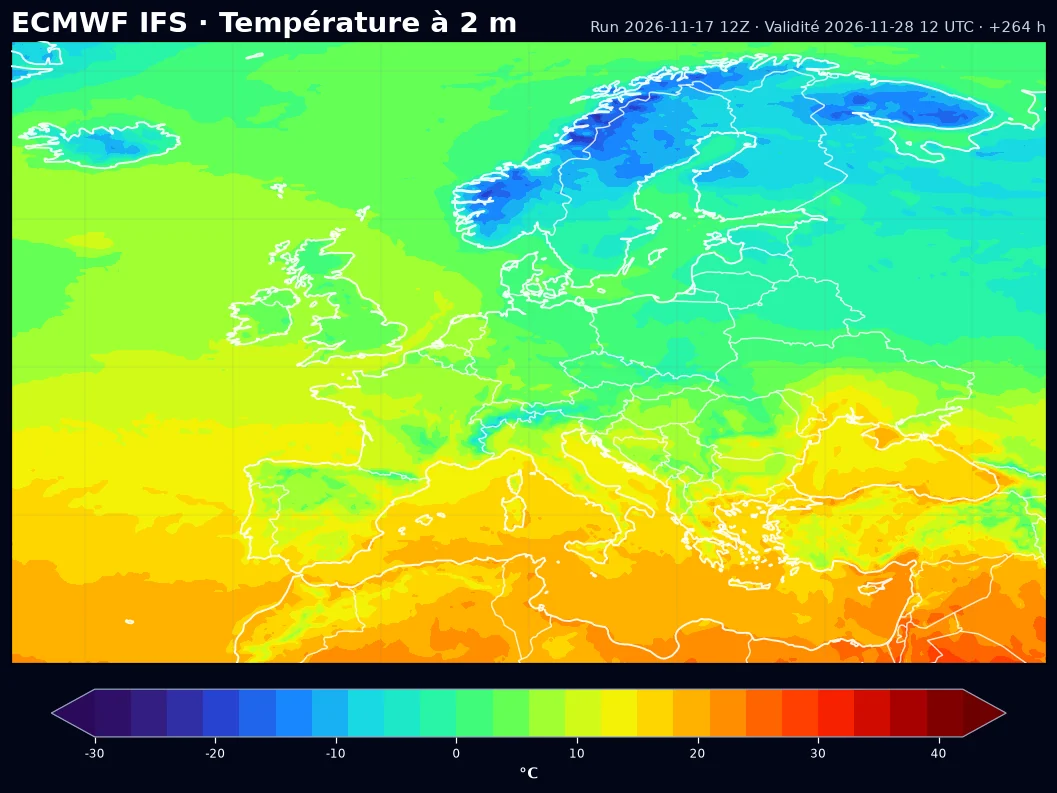 ECMWF IFS · Température à 2 m
Run 2026-11-17 12Z · Validité 2026-11-28 12 UTC · +264 h
-30 -20 -10 0 10 20 30 40
°C